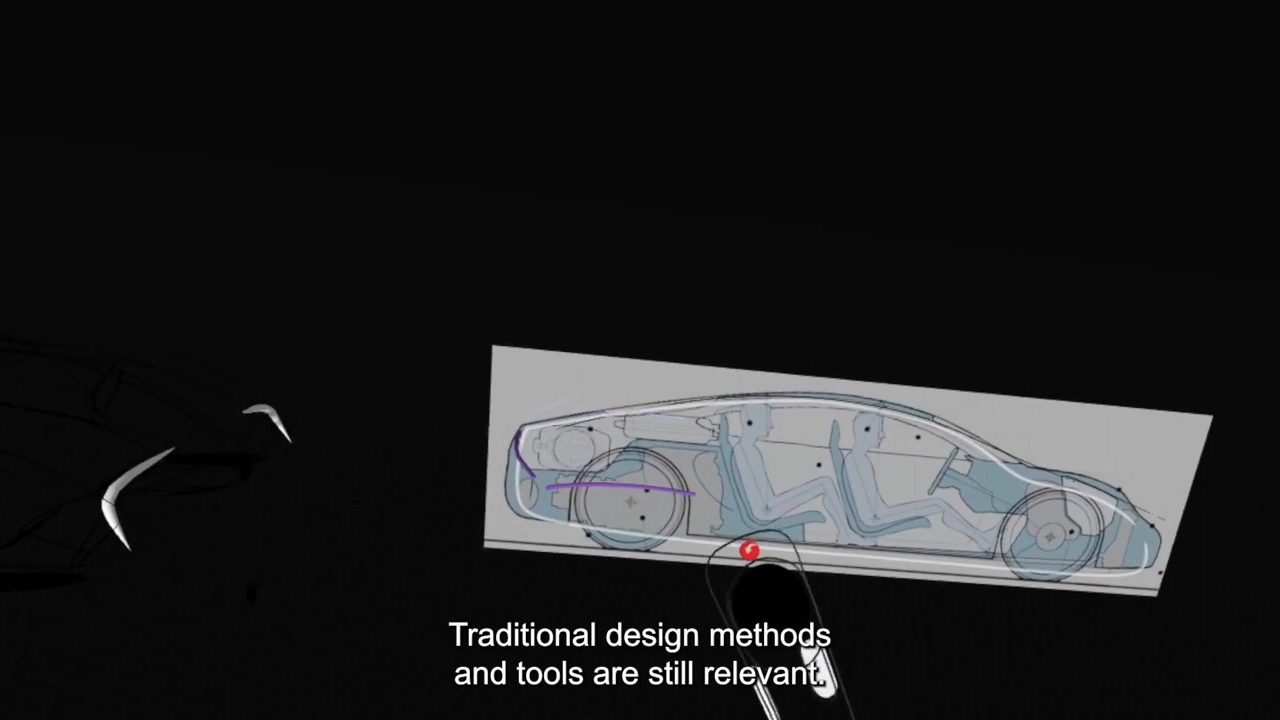 Traditional design methods
and tools are still relevant.